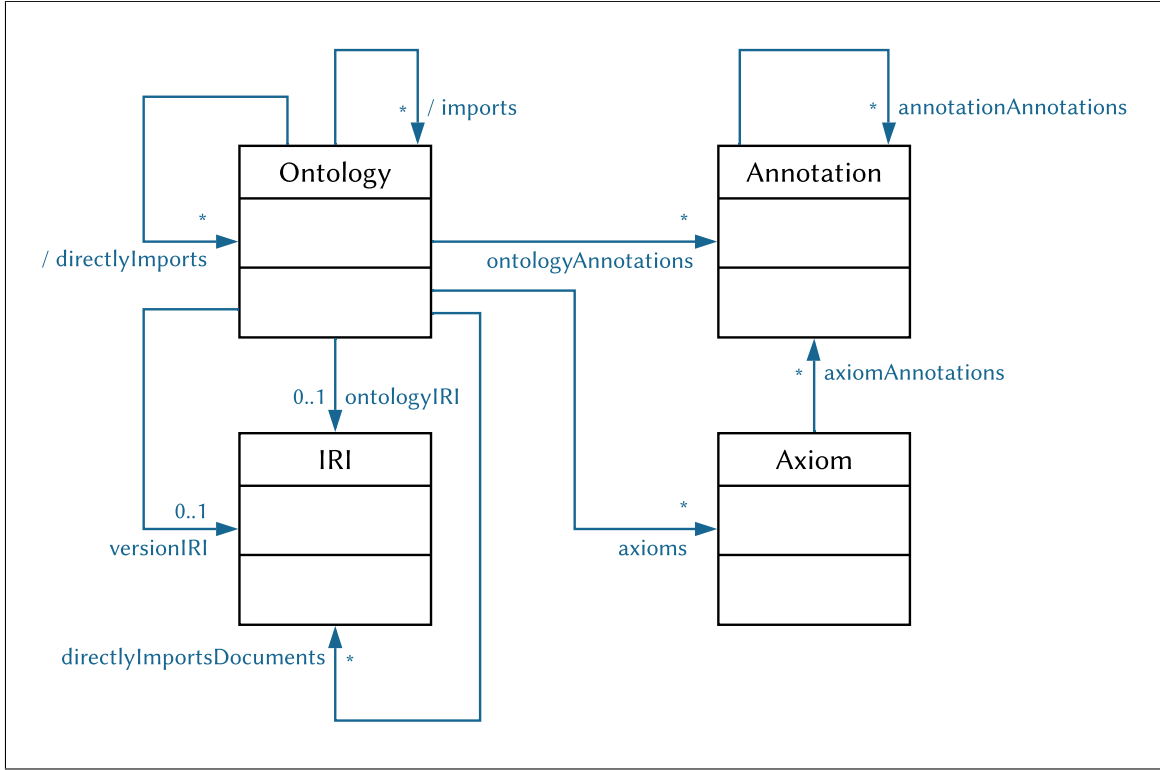 * / imports
* annotationAnnotations
Ontology
Annotation
*
/ directlyImports
*
ontologyAnnotations
0..1 ontologyIRI
* axiomAnnotations
IRI
Axiom
0..1
versionIRI
*
axioms
directlyImportsDocuments *